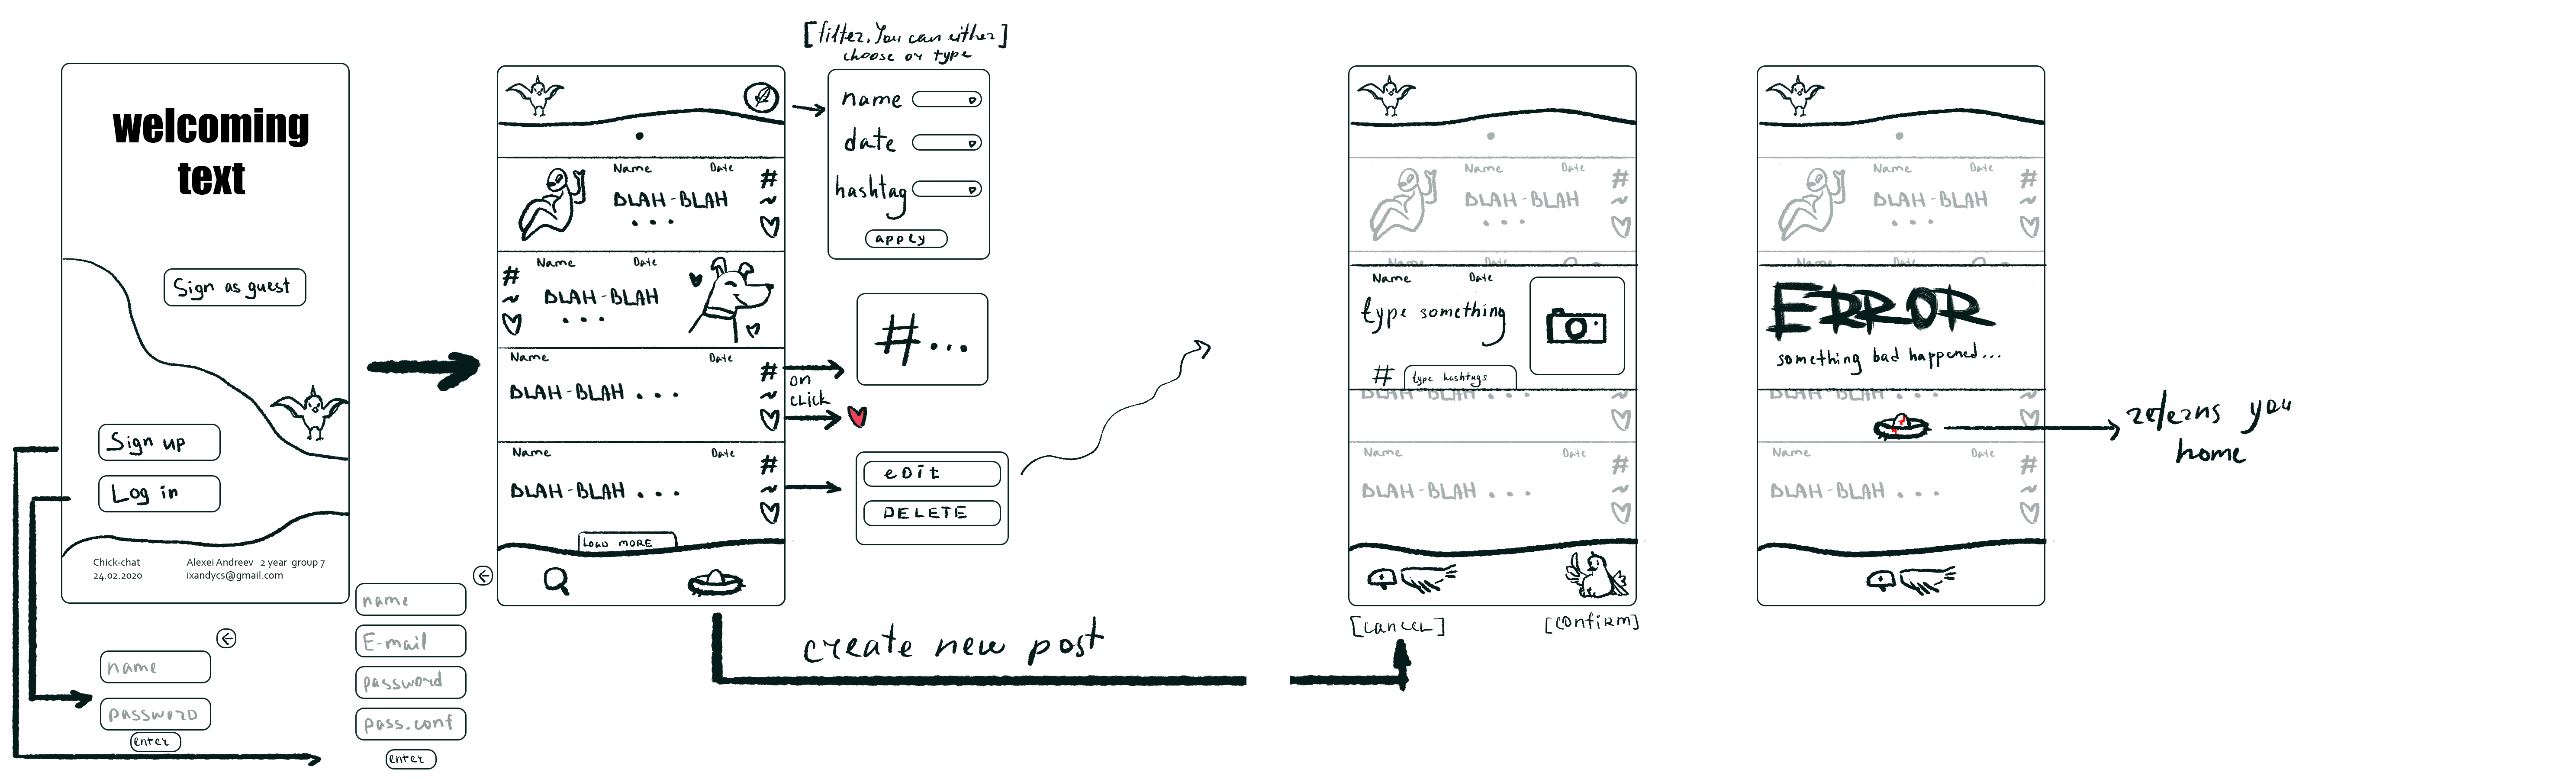 welcoming
text
Sign as guest
Sign up
Log in
Chick-chat
24.02.2020
Alexei Andreev 2 year group 7
ixandycs@gmail.com
name
password
enter
name
E-mail
password
pass.conf
enter
Name Date
BLAH-BLAH
...
#
~
Name Date
BLAH-BLAH
...
#
~
Name Date
BLAH-BLAH ...
#
~
Name Date
BLAH-BLAH ...
#
~
LOAD MORE
[filter. You can either]
choose or type
name
date
hashtag
apply
on
click
#...
eDit
DELETE
create new post
Name Date
BLAH-BLAH
...
#
~
Name Date
Name Date
type something
# type hashtags
BLAH-BLAH ...
~
Name Date
BLAH-BLAH ...
#
~
[cancel]
[confirm]
Name Date
BLAH-BLAH
...
#
~
Name Date
ERROR
something bad happened...
BLAH-BLAH ...
~
Name Date
BLAH-BLAH ...
#
~
you
home